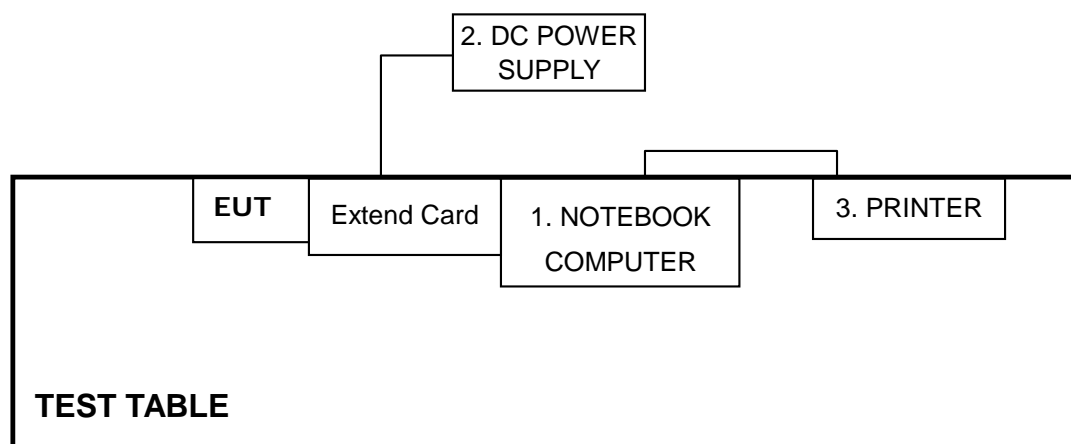 2. DC POWER
SUPPLY
EUT
Extend Card
1. NOTEBOOK
COMPUTER
3. PRINTER
TEST TABLE